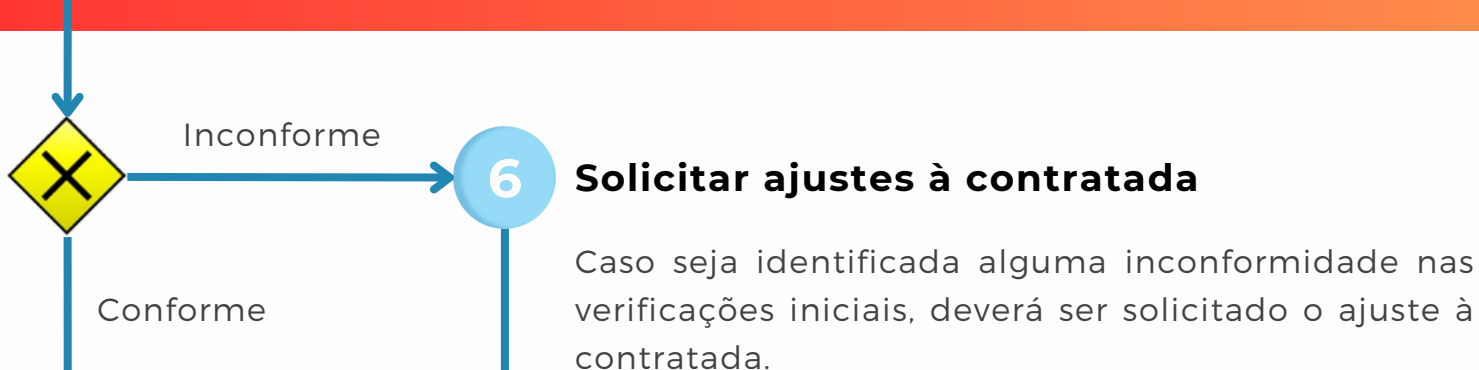 Inconforme
6
Solicitar ajustes à contratada
Caso seja identificada alguma inconformidade nas
verificações iniciais, deverá ser solicitado o ajuste à
contratada.
Conforme